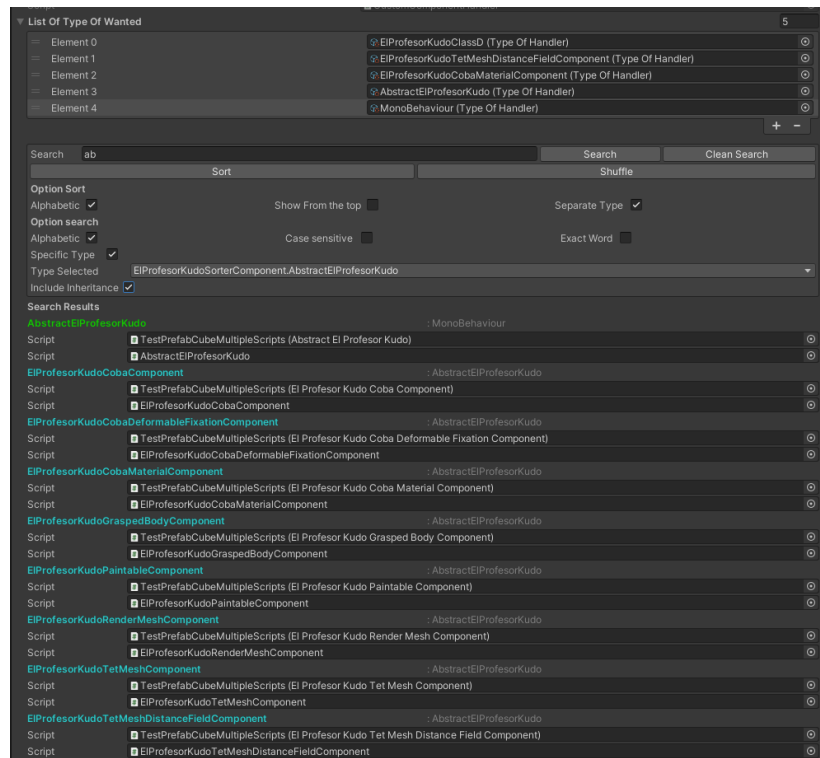 List Of Type Of Wanted 5
Element 0 ElProfesorKudoClassD (Type Of Handler)
Element 1 ElProfesorKudoTetMeshDistanceFieldComponent (Type Of Handler)
Element 2 ElProfesorKudoCobaMaterialComponent (Type Of Handler)
Element 3 AbstractElProfesorKudo (Type Of Handler)
Element 4 MonoBehaviour (Type Of Handler)
+ -
Search ab Search Clean Search
Sort Shuffle
Option Sort
Alphabetic Show From the top Separate Type
Option search
Alphabetic Case sensitive Exact Word
Specific Type
Type Selected ElProfesorKudoSorterComponent.AbstractElProfesorKudo
Include Inheritance
Search Results
AbstractElProfesorKudo : MonoBehaviour
Script TestPrefabCubeMultipleScripts (Abstract El Profesor Kudo)
Script AbstractElProfesorKudo
ElProfesorKudoCobaComponent : AbstractElProfesorKudo
Script TestPrefabCubeMultipleScripts (El Profesor Kudo Coba Component)
Script ElProfesorKudoCobaComponent
ElProfesorKudoCobaDeformableFixationComponent : AbstractElProfesorKudo
Script TestPrefabCubeMultipleScripts (El Profesor Kudo Coba Deformable Fixation Component)
Script ElProfesorKudoCobaDeformableFixationComponent
ElProfesorKudoCobaMaterialComponent : AbstractElProfesorKudo
Script TestPrefabCubeMultipleScripts (El Profesor Kudo Coba Material Component)
Script ElProfesorKudoCobaMaterialComponent
ElProfesorKudoGraspedBodyComponent : AbstractElProfesorKudo
Script TestPrefabCubeMultipleScripts (El Profesor Kudo Grasped Body Component)
Script ElProfesorKudoGraspedBodyComponent
ElProfesorKudoPaintableComponent : AbstractElProfesorKudo
Script TestPrefabCubeMultipleScripts (El Profesor Kudo Paintable Component)
Script ElProfesorKudoPaintableComponent
ElProfesorKudoRenderMeshComponent : AbstractElProfesorKudo
Script TestPrefabCubeMultipleScripts (El Profesor Kudo Render Mesh Component)
Script ElProfesorKudoRenderMeshComponent
ElProfesorKudoTetMeshComponent : AbstractElProfesorKudo
Script TestPrefabCubeMultipleScripts (El Profesor Kudo Tet Mesh Component)
Script ElProfesorKudoTetMeshComponent
ElProfesorKudoTetMeshDistanceFieldComponent : AbstractElProfesorKudo
Script TestPrefabCubeMultipleScripts (El Profesor Kudo Tet Mesh Distance Field Component)
Script ElProfesorKudoTetMeshDistanceFieldComponent